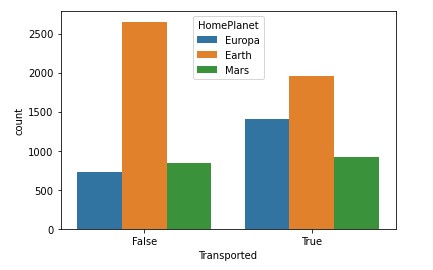 2500
2000
1500
1000
500
0
count
HomePlanet
Europa
Earth
Mars
False
True
Transported